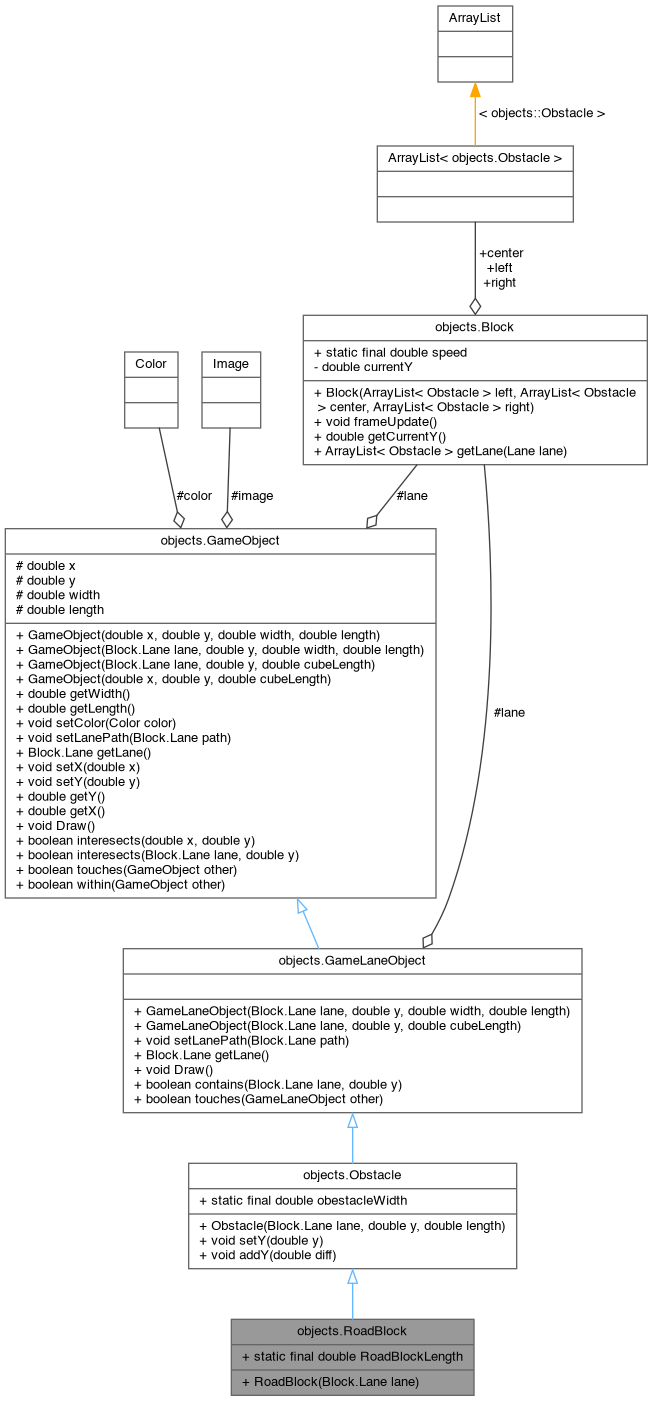 ArrayList
< objects::Obstacle >
ArrayList< objects.Obstacle >
+center
+left
+right
objects.Block
+ static final double speed
- double currentY
+ Block(ArrayList< Obstacle > left, ArrayList< Obstacle
> center, ArrayList< Obstacle > right)
+ void frameUpdate()
+ double getCurrentY()
+ ArrayList< Obstacle > getLane(Lane lane)
Color
Image
#color
#image
#lane
objects.GameObject
# double x
# double y
# double width
# double length
+ GameObject(double x, double y, double width, double length)
+ GameObject(Block.Lane lane, double y, double width, double length)
+ GameObject(Block.Lane lane, double y, double cubeLength)
+ GameObject(double x, double y, double cubeLength)
+ double getWidth()
+ double getLength()
+ void setColor(Color color)
+ void setLanePath(Block.Lane path)
+ Block.Lane getLane()
+ void setX(double x)
+ void setY(double y)
+ double getY()
+ double getX()
+ void Draw()
+ boolean interesects(double x, double y)
+ boolean interesects(Block.Lane lane, double y)
+ boolean touches(GameObject other)
+ boolean within(GameObject other)
#lane
objects.GameLaneObject
+ GameLaneObject(Block.Lane lane, double y, double width, double length)
+ GameLaneObject(Block.Lane lane, double y, double cubeLength)
+ void setLanePath(Block.Lane path)
+ Block.Lane getLane()
+ void Draw()
+ boolean contains(Block.Lane lane, double y)
+ boolean touches(GameLaneObject other)
objects.Obstacle
+ static final double obestacleWidth
+ Obstacle(Block.Lane lane, double y, double length)
+ void setY(double y)
+ void addY(double diff)
objects.RoadBlock
+ static final double RoadBlockLength
+ RoadBlock(Block.Lane lane)